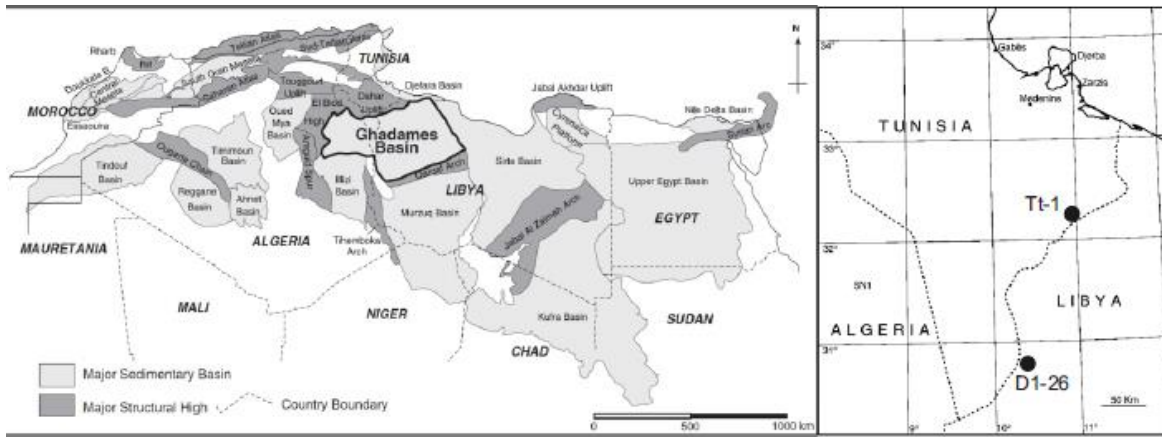 Rharb
Rif
Tellian Atlas
TUNISIA
N
Doukkala B.
Central
Meseta
South Oran Meseta
Saharan Atlas
Djefara Basin
MOROCCO
Essaouira
Touggourt
Uplift
Dahar
Uplift
Jabal Akhdar Uplift
Nile Delta Basin
Oued
Mya
Basin
El Biod
High
Cyrenaica
Platform
Ghadames
Basin
Tindouf
Basin
Ougarta Chain
Timimoun
Basin
Amguid Spur
Qargaf Arch
Sirte Basin
Upper Egypt Basin
Reggane
Basin
Ahnet
Basin
Illizi
Basin
LIBYA
Murzuq Basin
EGYPT
MAURETANIA
ALGERIA
Tihemboka
Arch
Jabal Al Zalmah Arch
MALI
NIGER
Kufra Basin
SUDAN
CHAD
Major Sedimentary Basin
Major Structural High
Country Boundary
0
500
1000 km
34°
Gabès
Djerba
Zarzis
Medenine
TUNISIA
33°
Tt-1
32°
SN1
LIBYA
ALGERIA
31°
D1-26
50 Km
9°
10°
11°